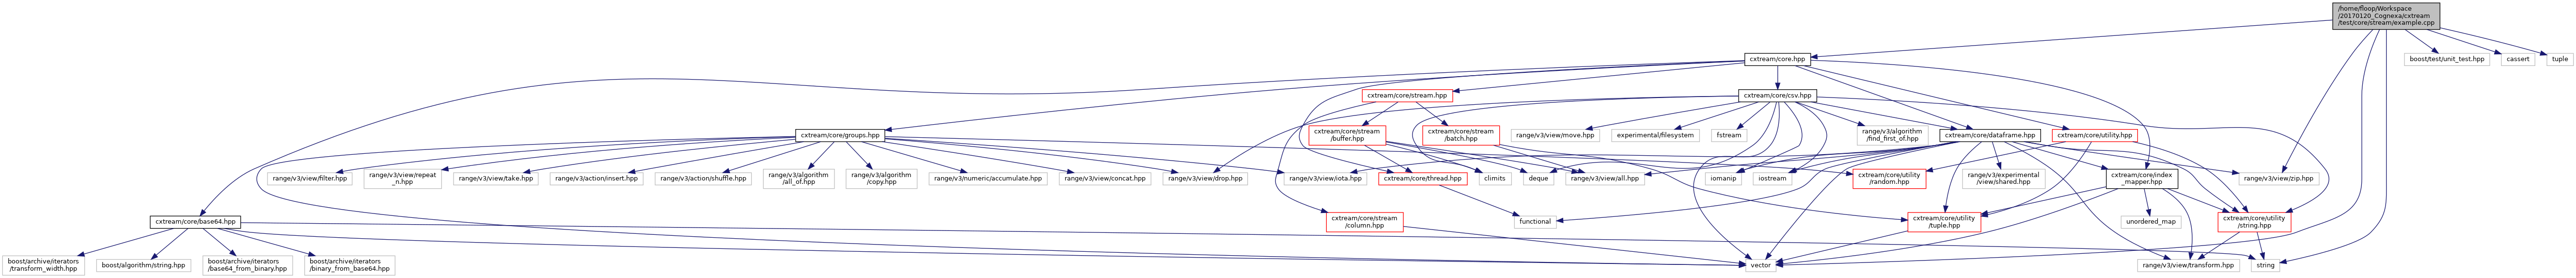 /home/floop/Workspace
/20170120_Cognexa/cxtream
/test/core/stream/example.cpp
cxtream/core.hpp
boost/test/unit_test.hpp
cassert
tuple
cxtream/core/stream.hpp
cxtream/core/csv.hpp
cxtream/core/groups.hpp
cxtream/core/stream
/buffer.hpp
cxtream/core/stream
/batch.hpp
range/v3/view/move.hpp
experimental/filesystem
fstream
range/v3/algorithm
/find_first_of.hpp
cxtream/core/dataframe.hpp
cxtream/core/utility.hpp
range/v3/view/filter.hpp
range/v3/view/repeat
_n.hpp
range/v3/view/take.hpp
range/v3/action/insert.hpp
range/v3/action/shuffle.hpp
range/v3/algorithm
/all_of.hpp
range/v3/algorithm
/copy.hpp
range/v3/numeric/accumulate.hpp
range/v3/view/concat.hpp
range/v3/view/drop.hpp
range/v3/view/iota.hpp
cxtream/core/thread.hpp
climits
deque
range/v3/view/all.hpp
iomanip
iostream
cxtream/core/utility
/random.hpp
range/v3/experimental
/view/shared.hpp
cxtream/core/index
_mapper.hpp
range/v3/view/zip.hpp
cxtream/core/base64.hpp
cxtream/core/stream
/column.hpp
functional
cxtream/core/utility
/tuple.hpp
unordered_map
cxtream/core/utility
/string.hpp
boost/archive/iterators
/transform_width.hpp
boost/algorithm/string.hpp
boost/archive/iterators
/base64_from_binary.hpp
boost/archive/iterators
/binary_from_base64.hpp
vector
range/v3/view/transform.hpp
string